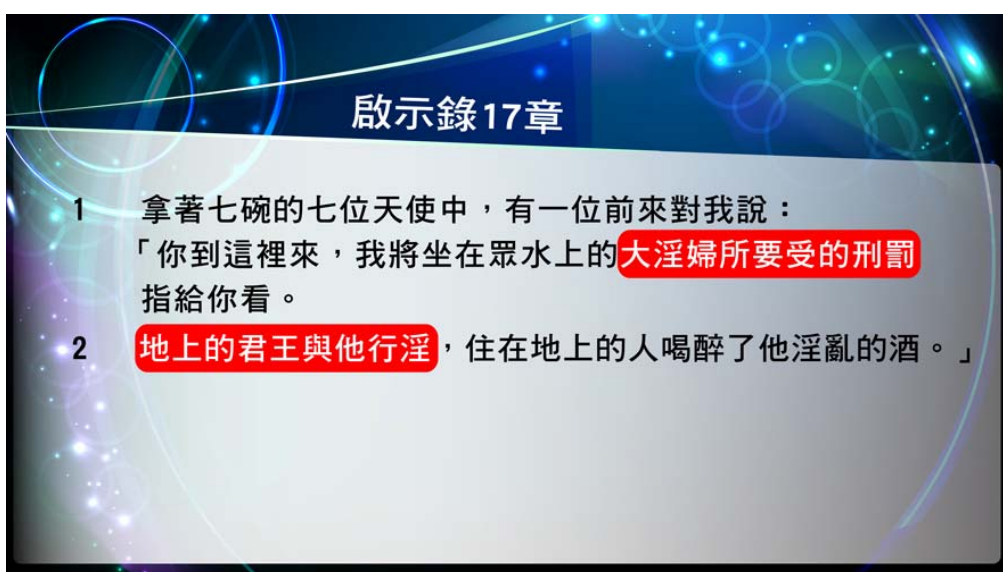 啟示錄17章
1 拿著七碗的七位天使中,有一位前來對我說:
「你到這裡來,我將坐在眾水上的大淫婦所要受的刑罰
指給你看。
2 地上的君王與他行淫,住在地上的人喝醉了他淫亂的酒。」